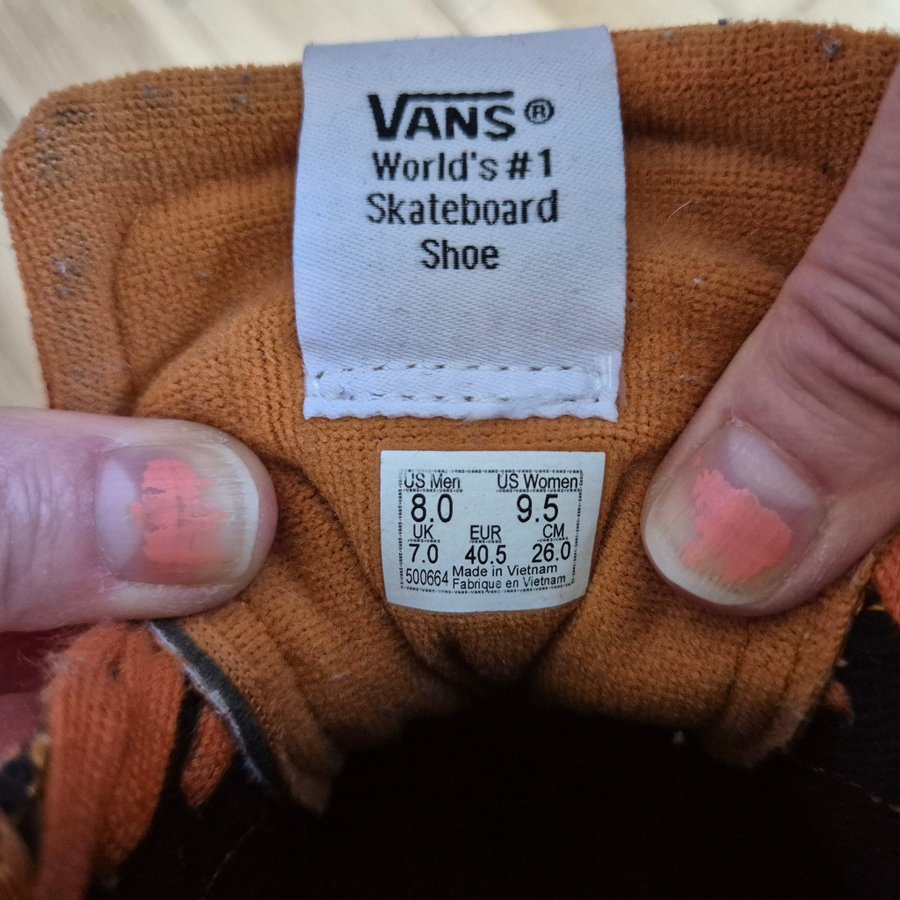 VANS®
World's #1
Skateboard
Shoe
US Men US Women
8.0 9.5
UK EUR CM
7.0 40.5 26.0
500664 Made in Vietnam
Fabrique en Vietnam